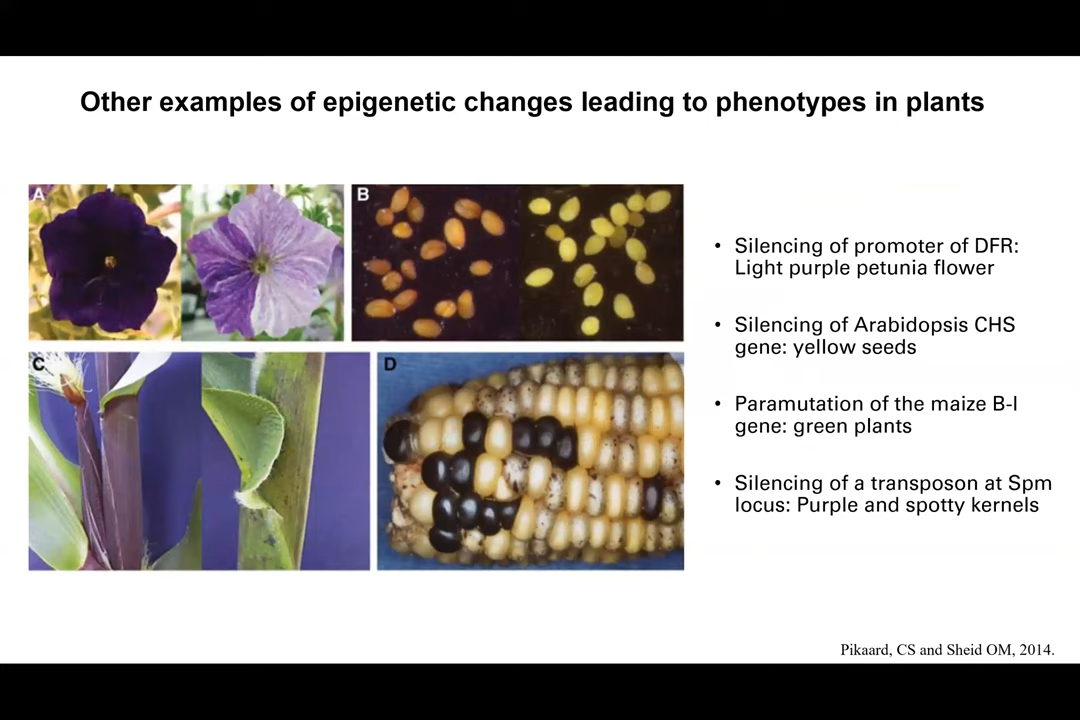 Other examples of epigenetic changes leading to phenotypes in plants
A
B
C
D
• Silencing of promoter of DFR:
Light purple petunia flower
• Silencing of Arabidopsis CHS
gene: yellow seeds
• Paramutation of the maize B-I
gene: green plants
• Silencing of a transposon at Spm
locus: Purple and spotty kernels
Pikaard, CS and Sheid OM, 2014.